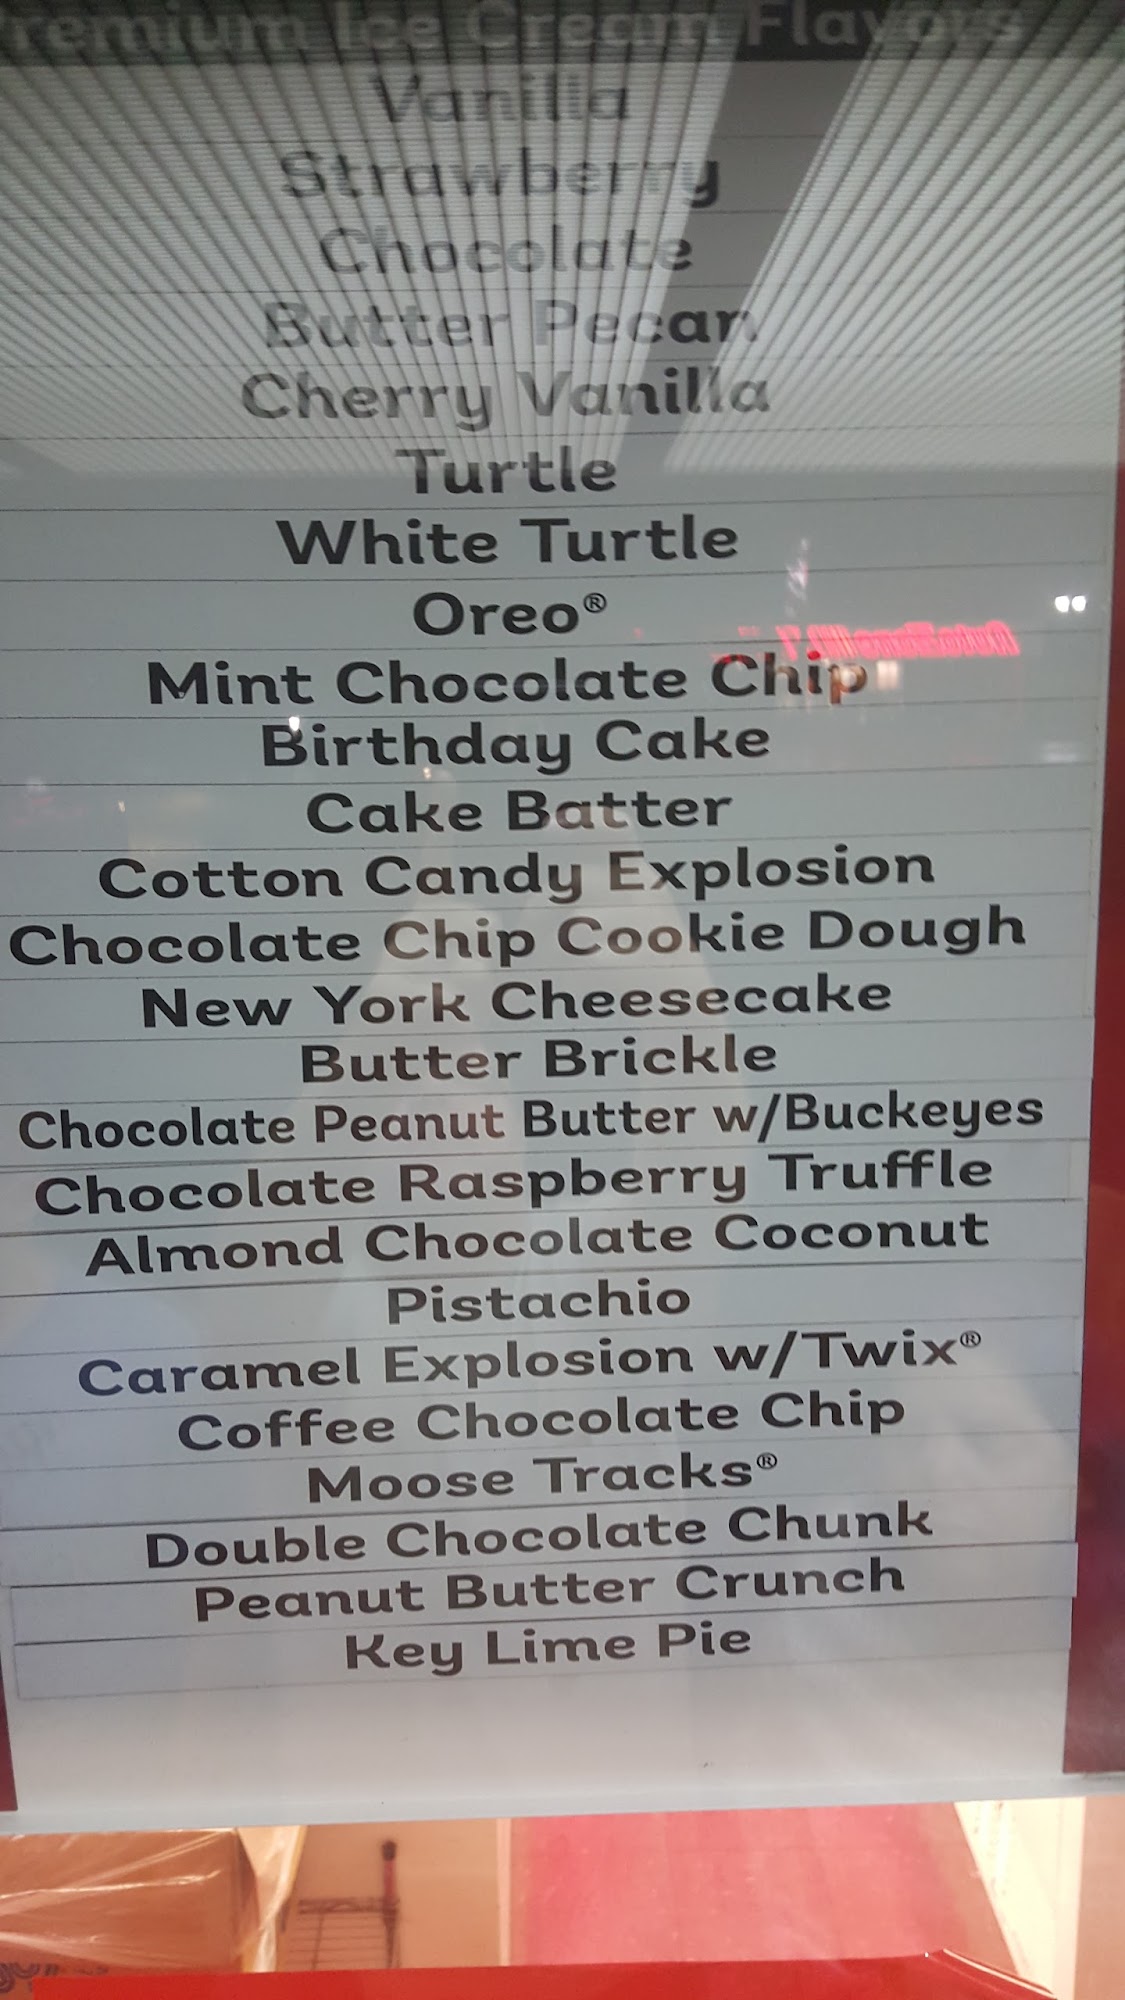 Premium Ice Cream Flavors
Vanilla
Strawberry
Chocolate
Butter Pecan
Cherry Vanilla
Turtle
White Turtle
Oreo®
Mint Chocolate Chip
Birthday Cake
Cake Batter
Cotton Candy Explosion
Chocolate Chip Cookie Dough
New York Cheesecake
Butter Brickle
Chocolate Peanut Butter w/Buckeyes
Chocolate Raspberry Truffle
Almond Chocolate Coconut
Pistachio
Caramel Explosion w/Twix®
Coffee Chocolate Chip
Moose Tracks®
Double Chocolate Chunk
Peanut Butter Crunch
Key Lime Pie